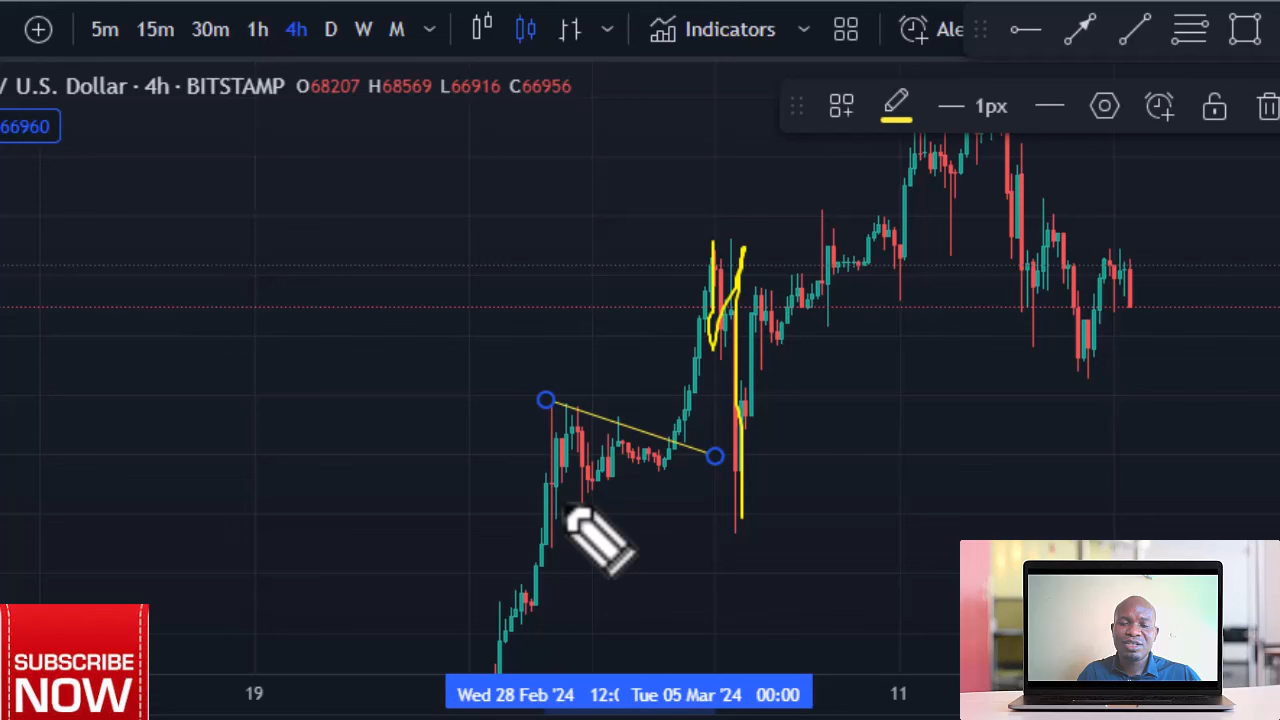 5m 15m 30m 1h 4h D W M Indicators Ale
/ U.S. Dollar · 4h · BITSTAMP O68207 H68569 L66916 C66956
66960
1px
SUBSCRIBE
NOW
19 Wed 28 Feb '24 12:0 Tue 05 Mar '24 00:00 11